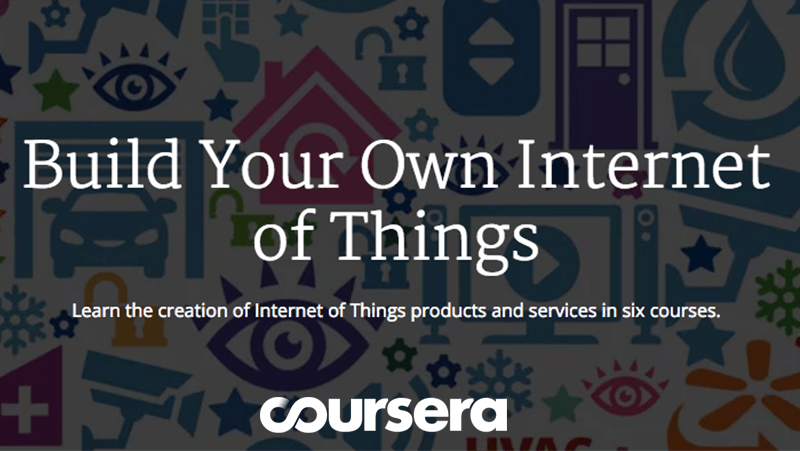 Build Your Own Internet
of Things
Learn the creation of Internet of Things products and services in six courses.
coursera
HVAC